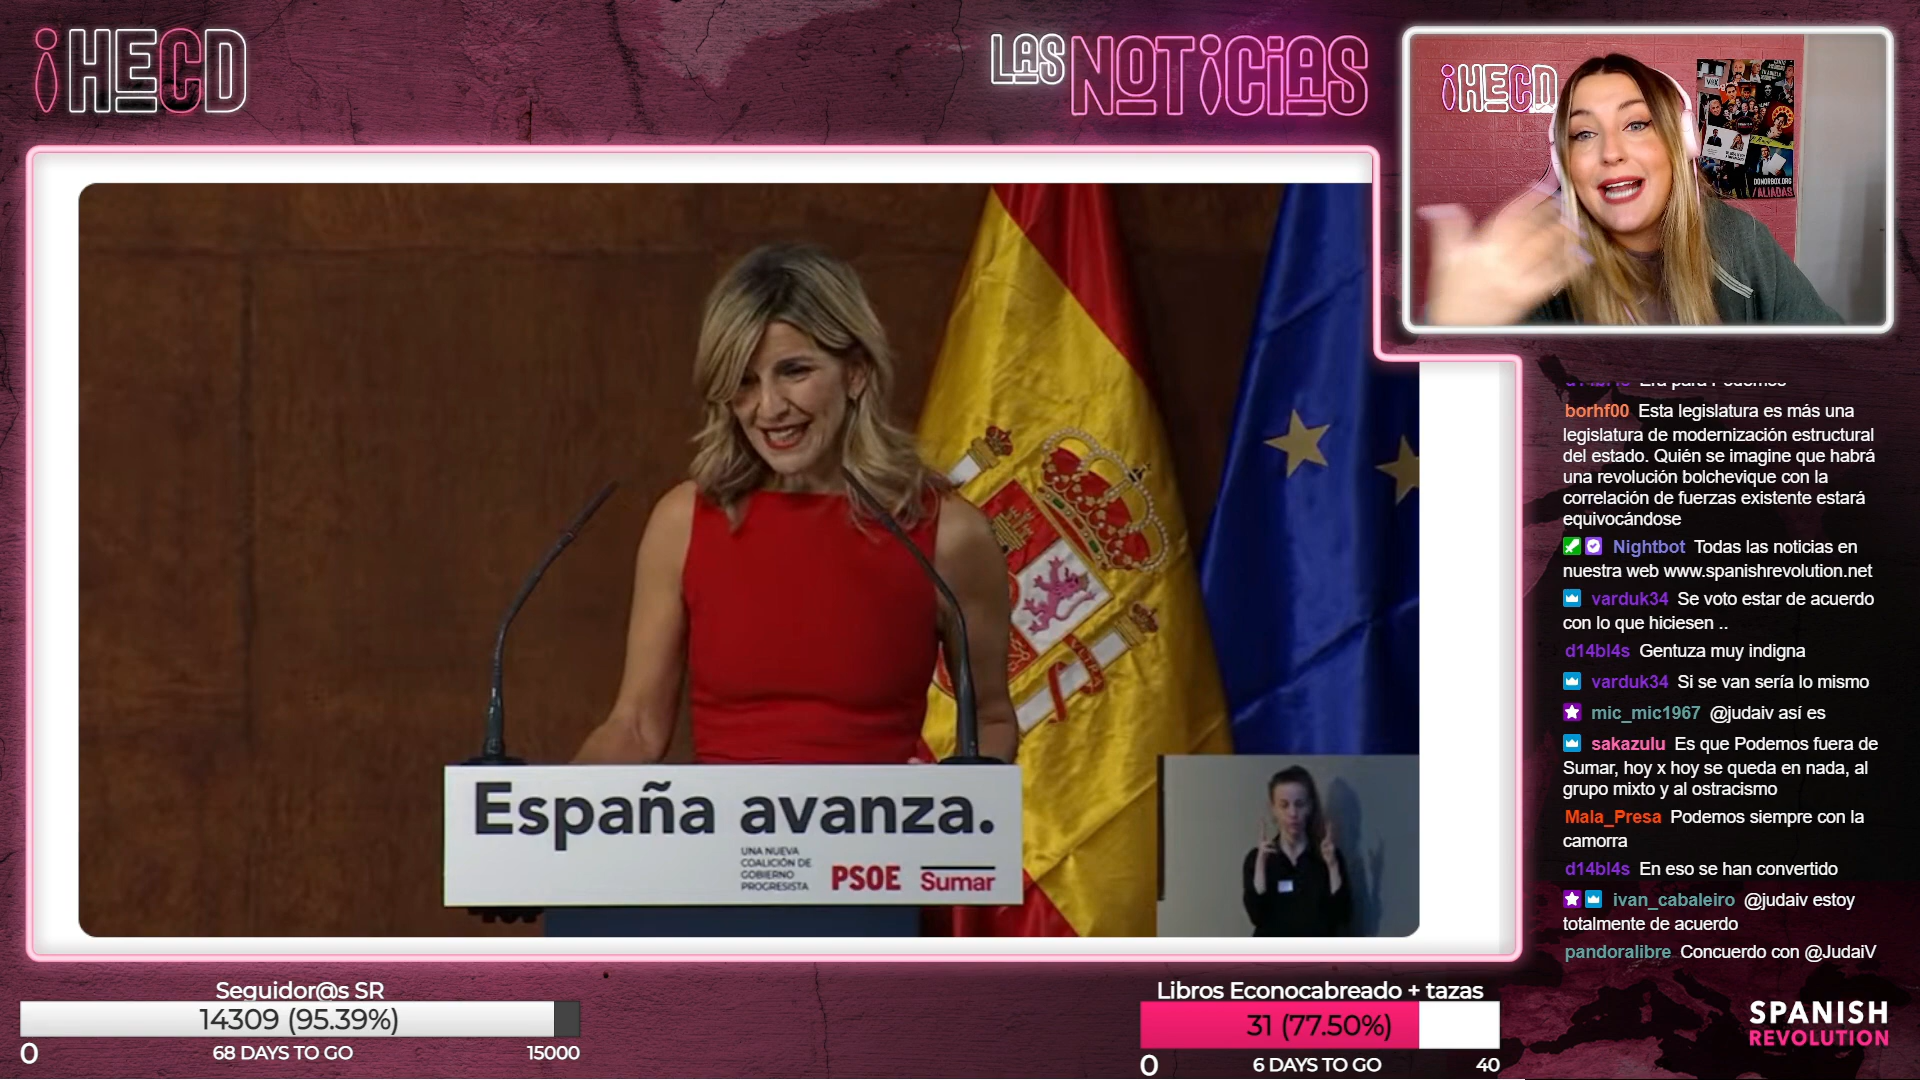 ¡HECD
LAS NOTICIAS
¡HECD
DONORBOX.ORG
/ALIADAS
borhf00 Esta legislatura es más una
legislatura de modernización estructural
del estado. Quién se imagine que habrá
una revolución bolchevique con la
correlación de fuerzas existente estará
equivocándose
Nightbot Todas las noticias en
nuestra web www.spanishrevolution.net
varduk34 Se voto estar de acuerdo
con lo que hiciesen ..
d14bl4s Gentuza muy indigna
varduk34 Si se van sería lo mismo
mic_mic1967 @judaiv así es
sakazulu Es que Podemos fuera de
Sumar, hoy x hoy se queda en nada, al
grupo mixto y al ostracismo
Mala_Presa Podemos siempre con la
camorra
d14bl4s En eso se han convertido
ivan_cabaleiro @judaiv estoy
totalmente de acuerdo
pandoralibre Concuerdo con @JudaiV
España avanza.
UNA NUEVA
COALICIÓN DE
GOBIERNO
PROGRESISTA
PSOE
Sumar
Seguidor@s SR
14309 (95.39%)
0
68 DAYS TO GO
15000
Libros Econocabreado + tazas
31 (77.50%)
0
6 DAYS TO GO
40
SPANISH
REVOLUTION